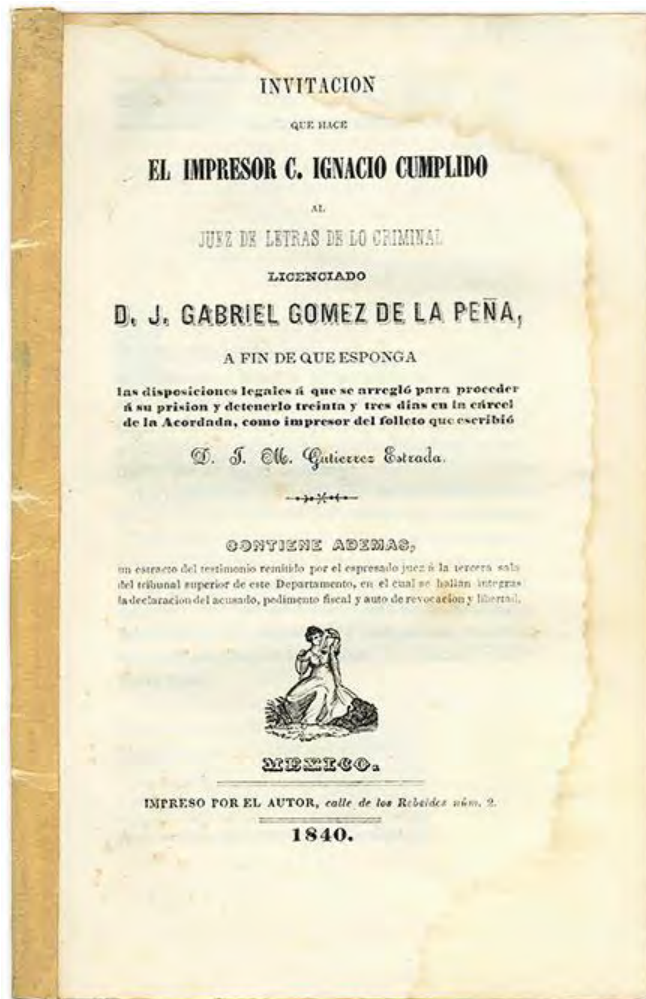 INVITACION
QUE HACE
EL IMPRESOR C. IGNACIO CUMPLIDO
AL
JUEZ DE LETRAS DE LO CRIMINAL
LICENCIADO
D. J. GABRIEL GOMEZ DE LA PEÑA,
A FIN DE QUE ESPONGA
las disposiciones legales á que se arregló para proceder
á su prision y detenerlo treinta y tres dias en la cárcel
de la Acordada, como impresor del folleto que escribió
D. J. M. Gutierrez Estrada.
CONTIENE ADEMAS,
un estracto del testimonio remitido por el espresado juez á la tercera sala
del tribunal superior de este Departamento, en el cual se hallan integras
la declaracion del acusado, pedimento fiscal y auto de revocacion y libertad.
MEXICO.
IMPRESO POR EL AUTOR, calle de los Rebeldes núm. 2.
1840.